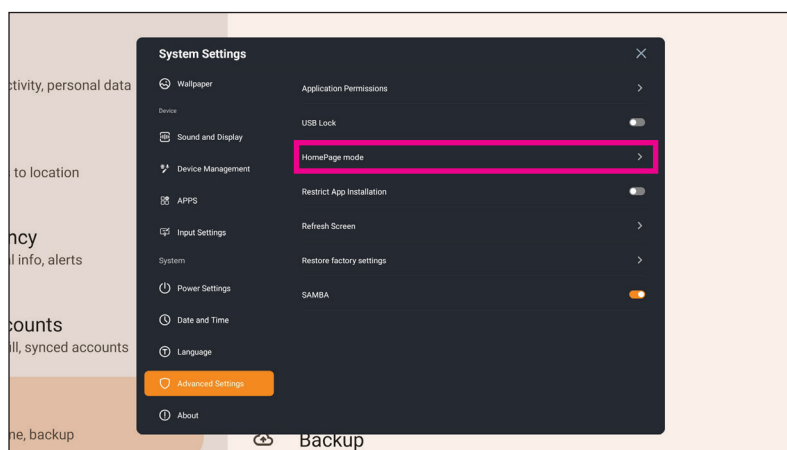 System Settings
Wallpaper
Device
Sound and Display
Device Management
APPS
Input Settings
System
Power Settings
Date and Time
Language
Advanced Settings
About
Application Permissions
USB Lock
HomePage mode
Restrict App Installation
Refresh Screen
Restore factory settings
SAMBA
ctivity, personal data
to location
ncy
l info, alerts
counts
ill, synced accounts
ne, backup
Backup